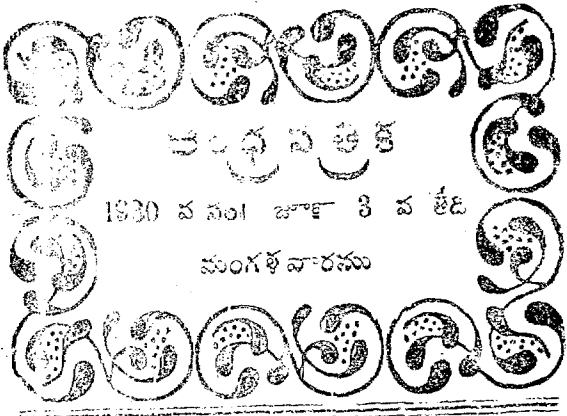 ఆంధ్ర పత్రిక
1930 వ సం॥ జూన్ 3 వ తేది
మంగళవారము